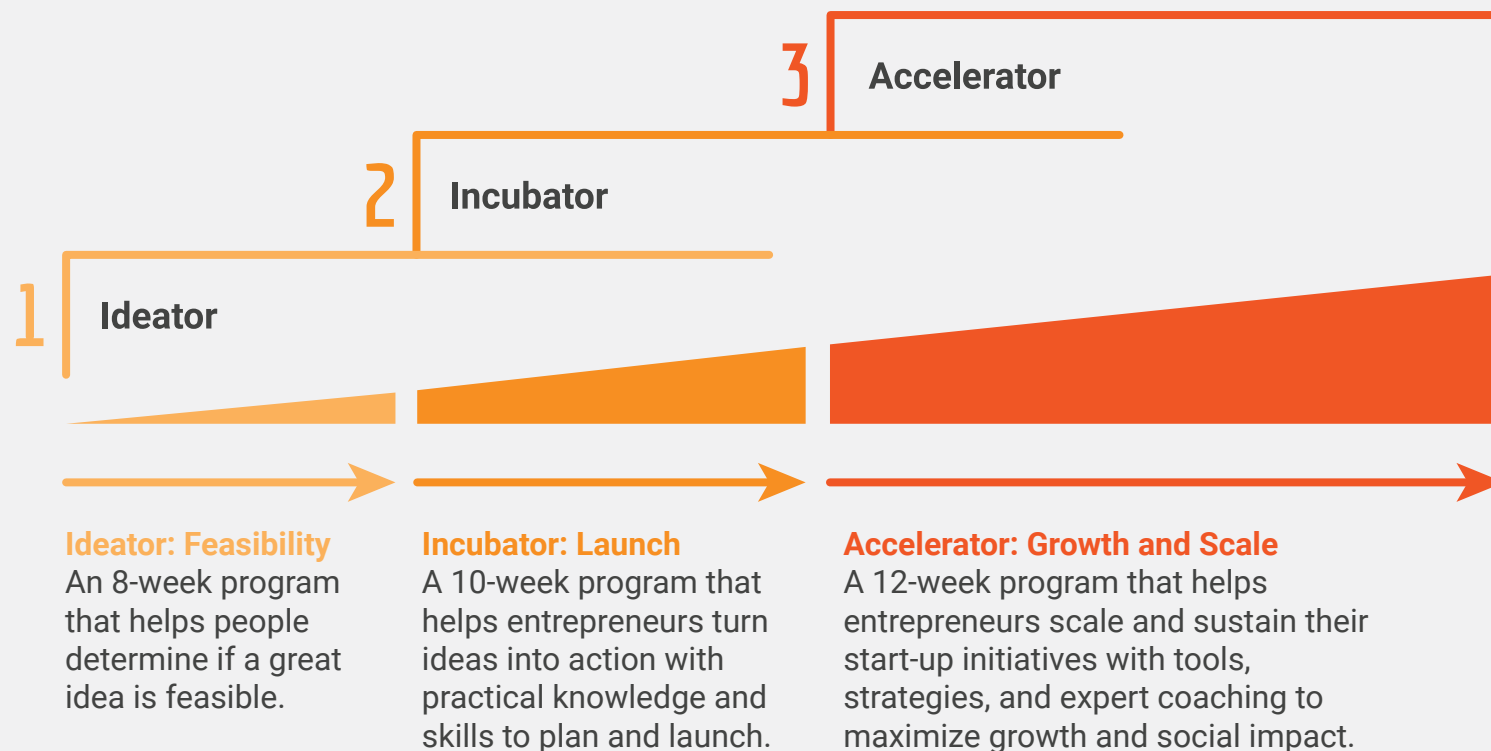 3
Accelerator
2
Incubator
1
Ideator
Ideator: Feasibility
An 8-week program
that helps people
determine if a great
idea is feasible.
Incubator: Launch
A 10-week program that
helps entrepreneurs turn
ideas into action with
practical knowledge and
skills to plan and launch.
Accelerator: Growth and Scale
A 12-week program that helps
entrepreneurs scale and sustain their
start-up initiatives with tools,
strategies, and expert coaching to
maximize growth and social impact.